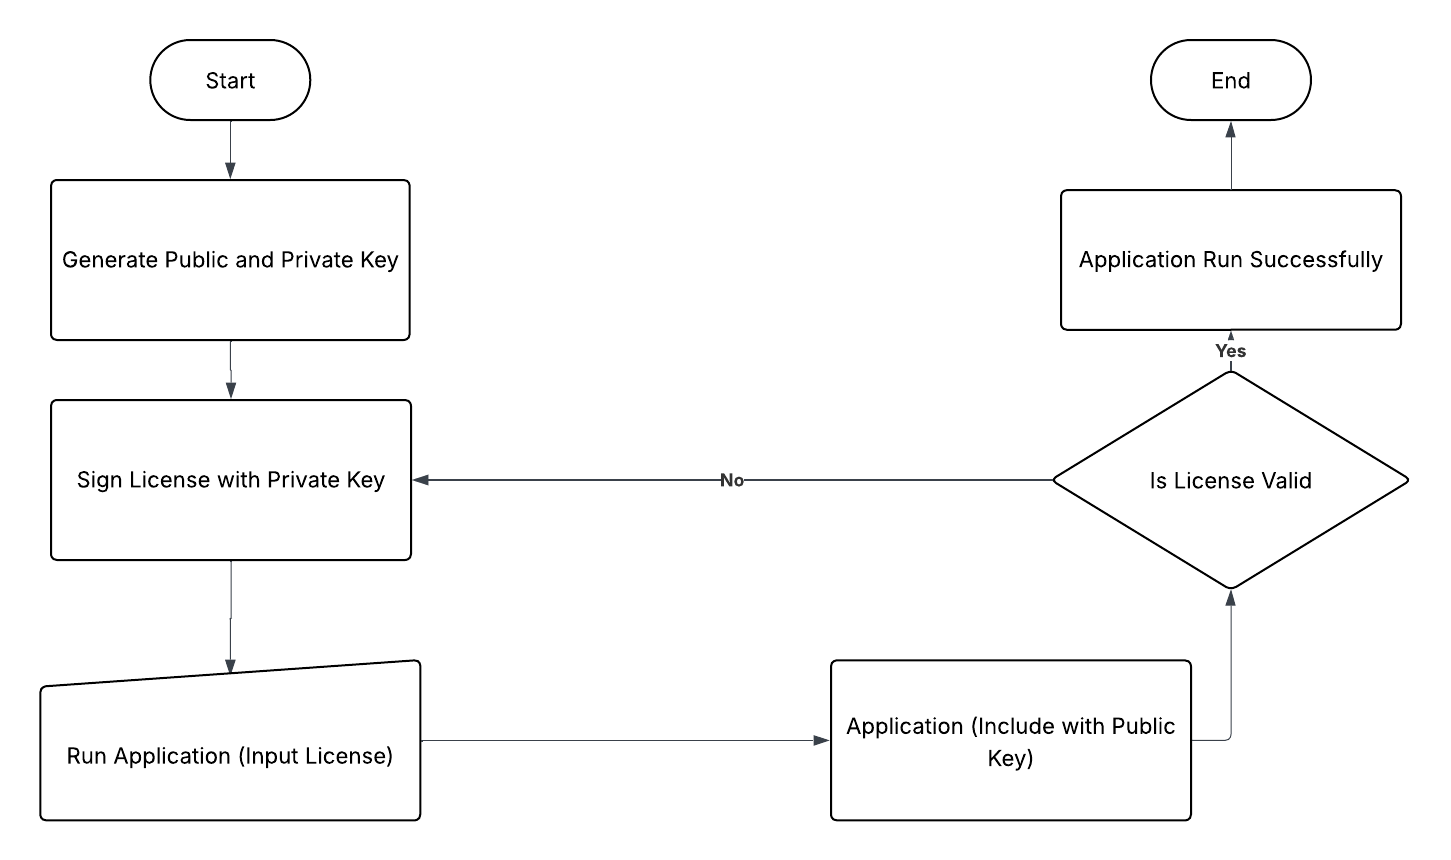 Start
End
Generate Public and Private Key
Application Run Successfully
Yes
Sign License with Private Key
No
Is License Valid
Run Application (Input License)
Application (Include with Public
Key)